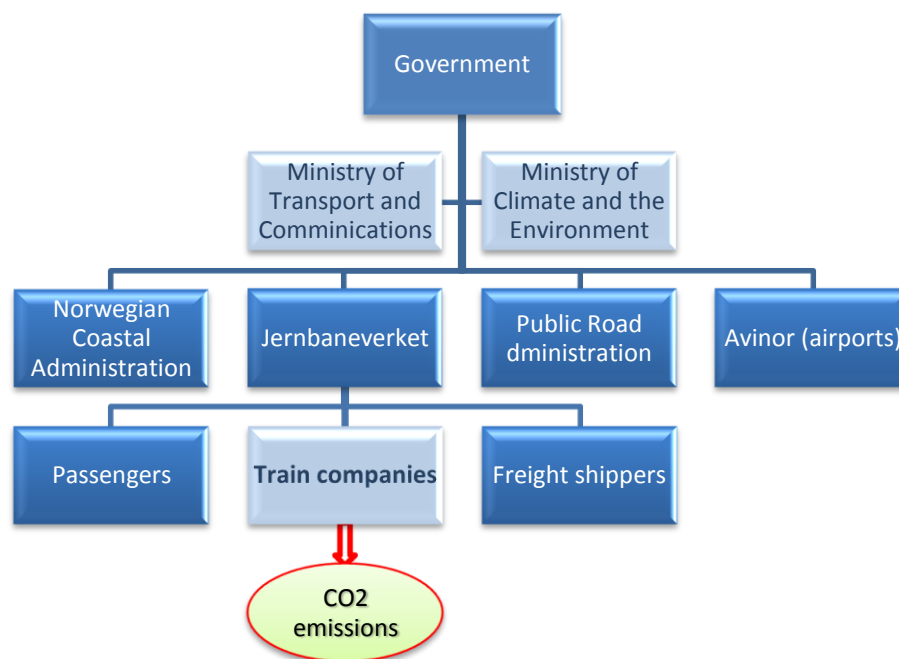 Government
Ministry of
Transport and
Comminications
Ministry of
Climate and the
Environment
Norwegian
Coastal
Administration
Jernbaneverket
Public Road
dministration
Avinor (airports)
Passengers
Train companies
Freight shippers
CO2
emissions